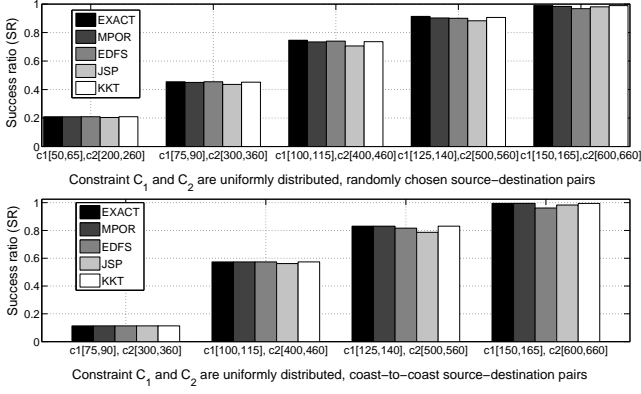 Success ratio (SR)
1
0.8
0.6
0.4
0.2
0
EXACT
MPOR
EDFS
JSP
KKT
c1[50,65],c2[200,260] c1[75,90],c2[300,360] c1[100,115],c2[400,460] c1[125,140],c2[500,560] c1[150,165],c2[600,660]
Constraint C1 and C2 are uniformly distributed, randomly chosen source−destination pairs
Success ratio (SR)
1
0.8
0.6
0.4
0.2
0
EXACT
MPOR
EDFS
JSP
KKT
c1[75,90], c2[300,360] c1[100,115], c2[400,460] c1[125,140], c2[500,560] c1[150,165], c2[600,660]
Constraint C1 and C2 are uniformly distributed, coast−to−coast source−destination pairs